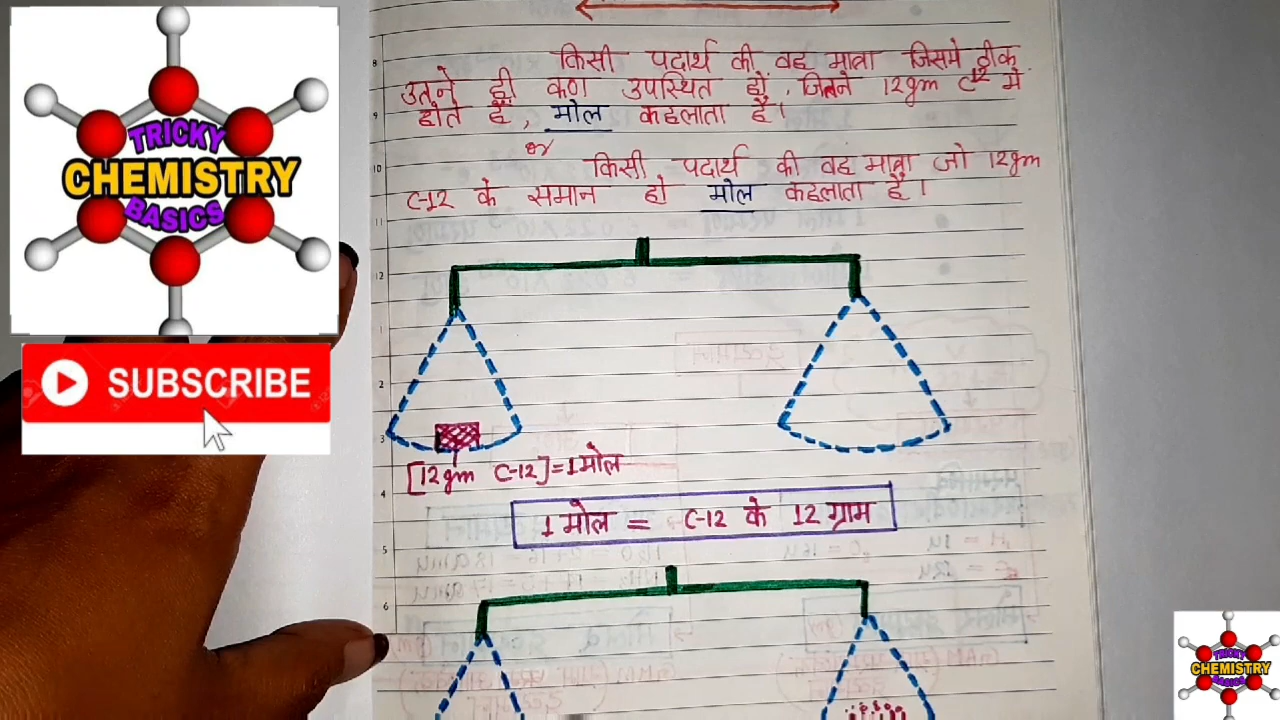 TRICKY
CHEMISTRY
BASICS
SUBSCRIBE
किसी पदार्थ की वह मात्रा जिसमे ठीक
उतने ही कण उपस्थित हों, जितने 12gm C12 में
होते हैं, मोल कहलाता है।
or
किसी पदार्थ की वह मात्रा जो 12gm
C-12 के समान हो मोल कहलाता हैं।
[12gm C-12] = 1 मोल
1 मोल = C-12 के 12 ग्राम
TRICKY
CHEMISTRY
BASICS